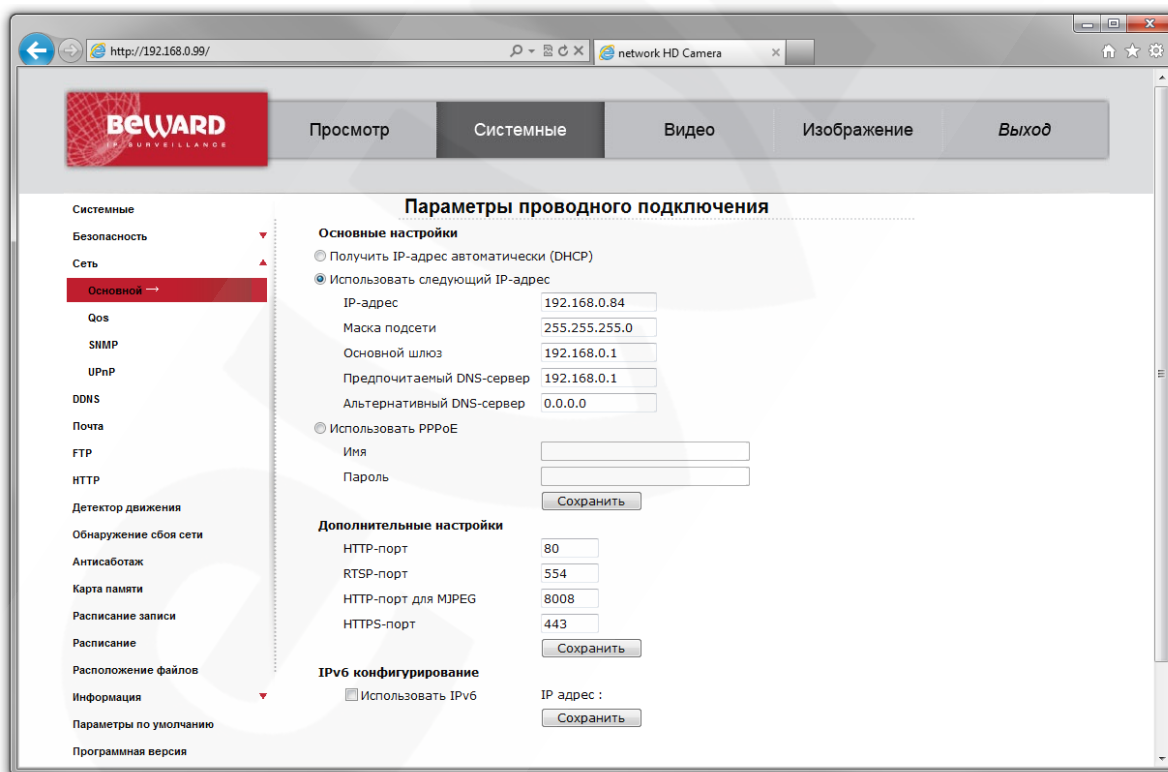 http://192.168.0.99/
network HD Camera
BEWARD
IP SURVEILLANCE
Просмотр
Системные
Видео
Изображение
Выход
Системные
Безопасность
Сеть
Основной →
Qos
SNMP
UPnP
DDNS
Почта
FTP
HTTP
Детектор движения
Обнаружение сбоя сети
Антисаботаж
Карта памяти
Расписание записи
Расписание
Расположение файлов
Информация
Параметры по умолчанию
Программная версия
Параметры проводного подключения
Основные настройки
Получить IP-адрес автоматически (DHCP)
Использовать следующий IP-адрес
IP-адрес 192.168.0.84
Маска подсети 255.255.255.0
Основной шлюз 192.168.0.1
Предпочитаемый DNS-сервер 192.168.0.1
Альтернативный DNS-сервер 0.0.0.0
Использовать PPPoE
Имя
Пароль
Сохранить
Дополнительные настройки
HTTP-порт 80
RTSP-порт 554
HTTP-порт для MJPEG 8008
HTTPS-порт 443
Сохранить
IPv6 конфигурирование
Использовать IPv6 IP адрес :
Сохранить